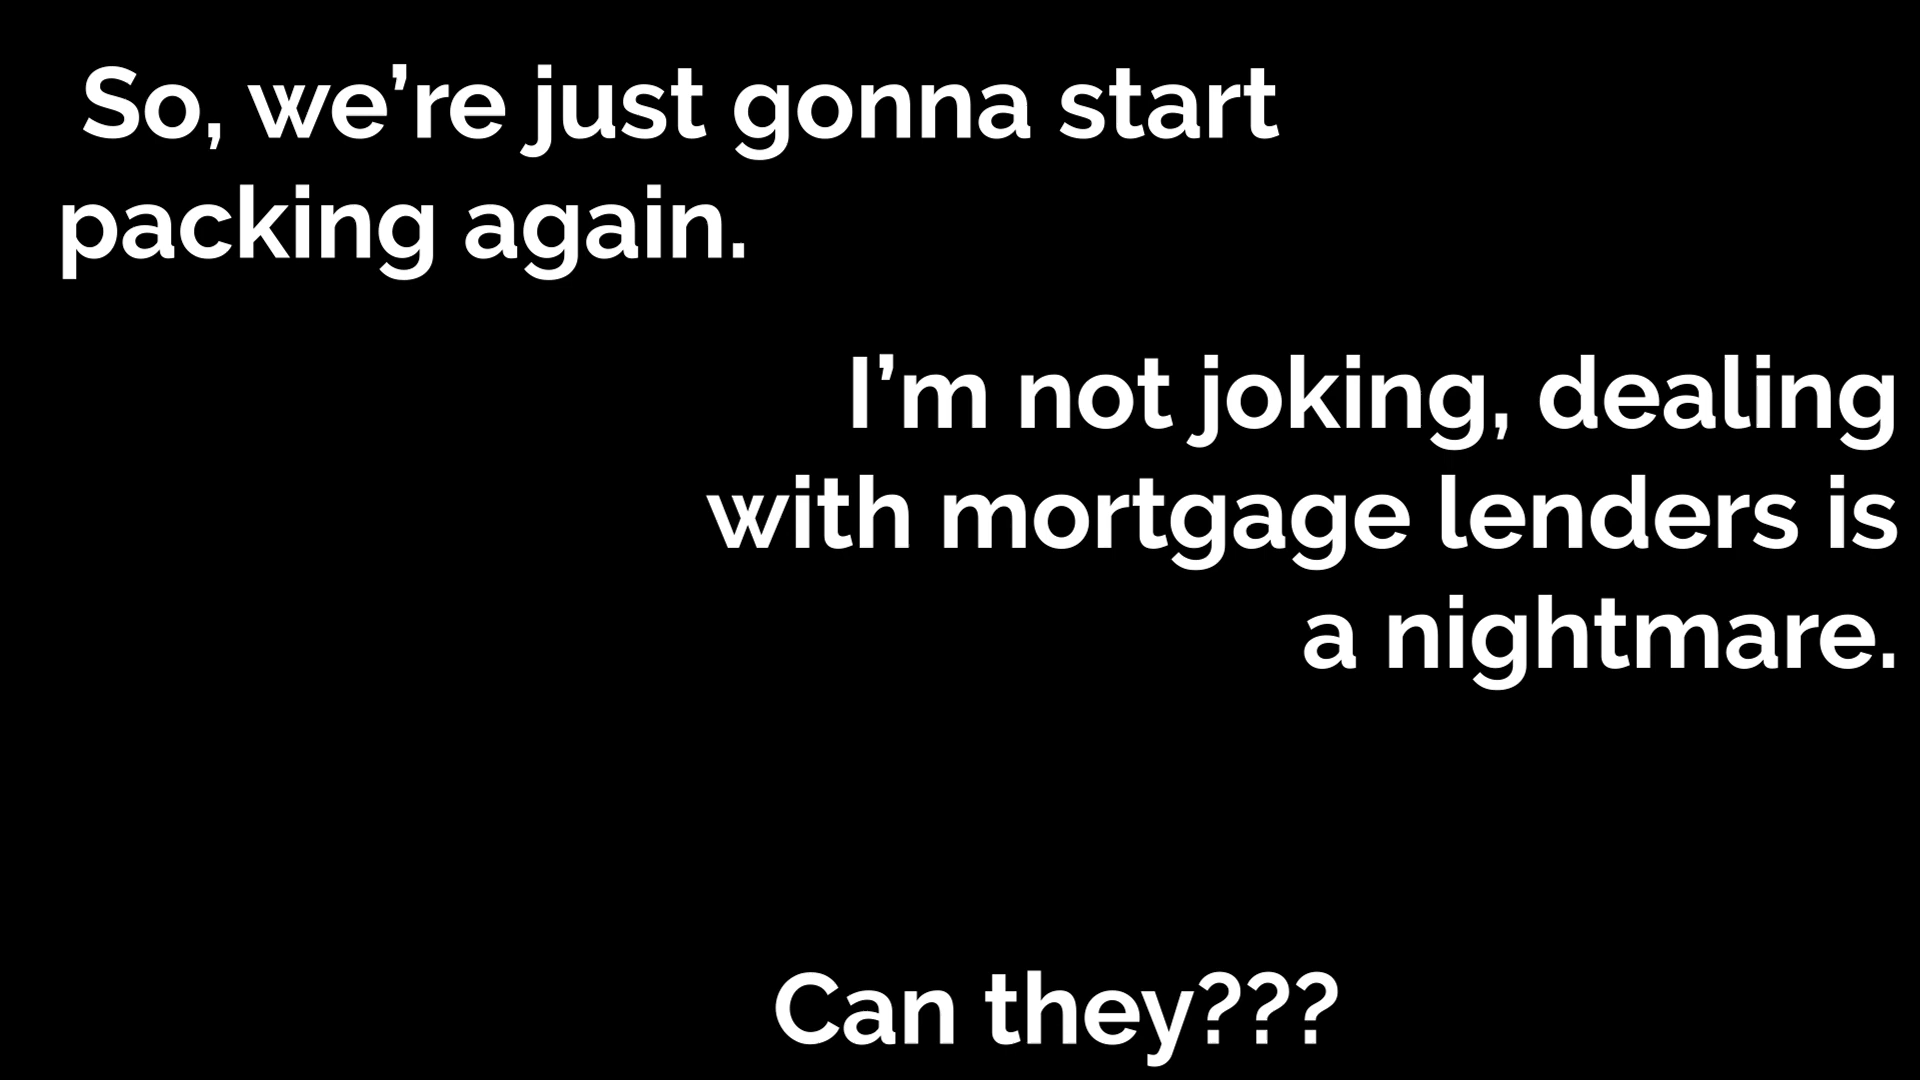 So, we’re just gonna start
packing again.
I’m not joking, dealing
with mortgage lenders is
a nightmare.
Can they???